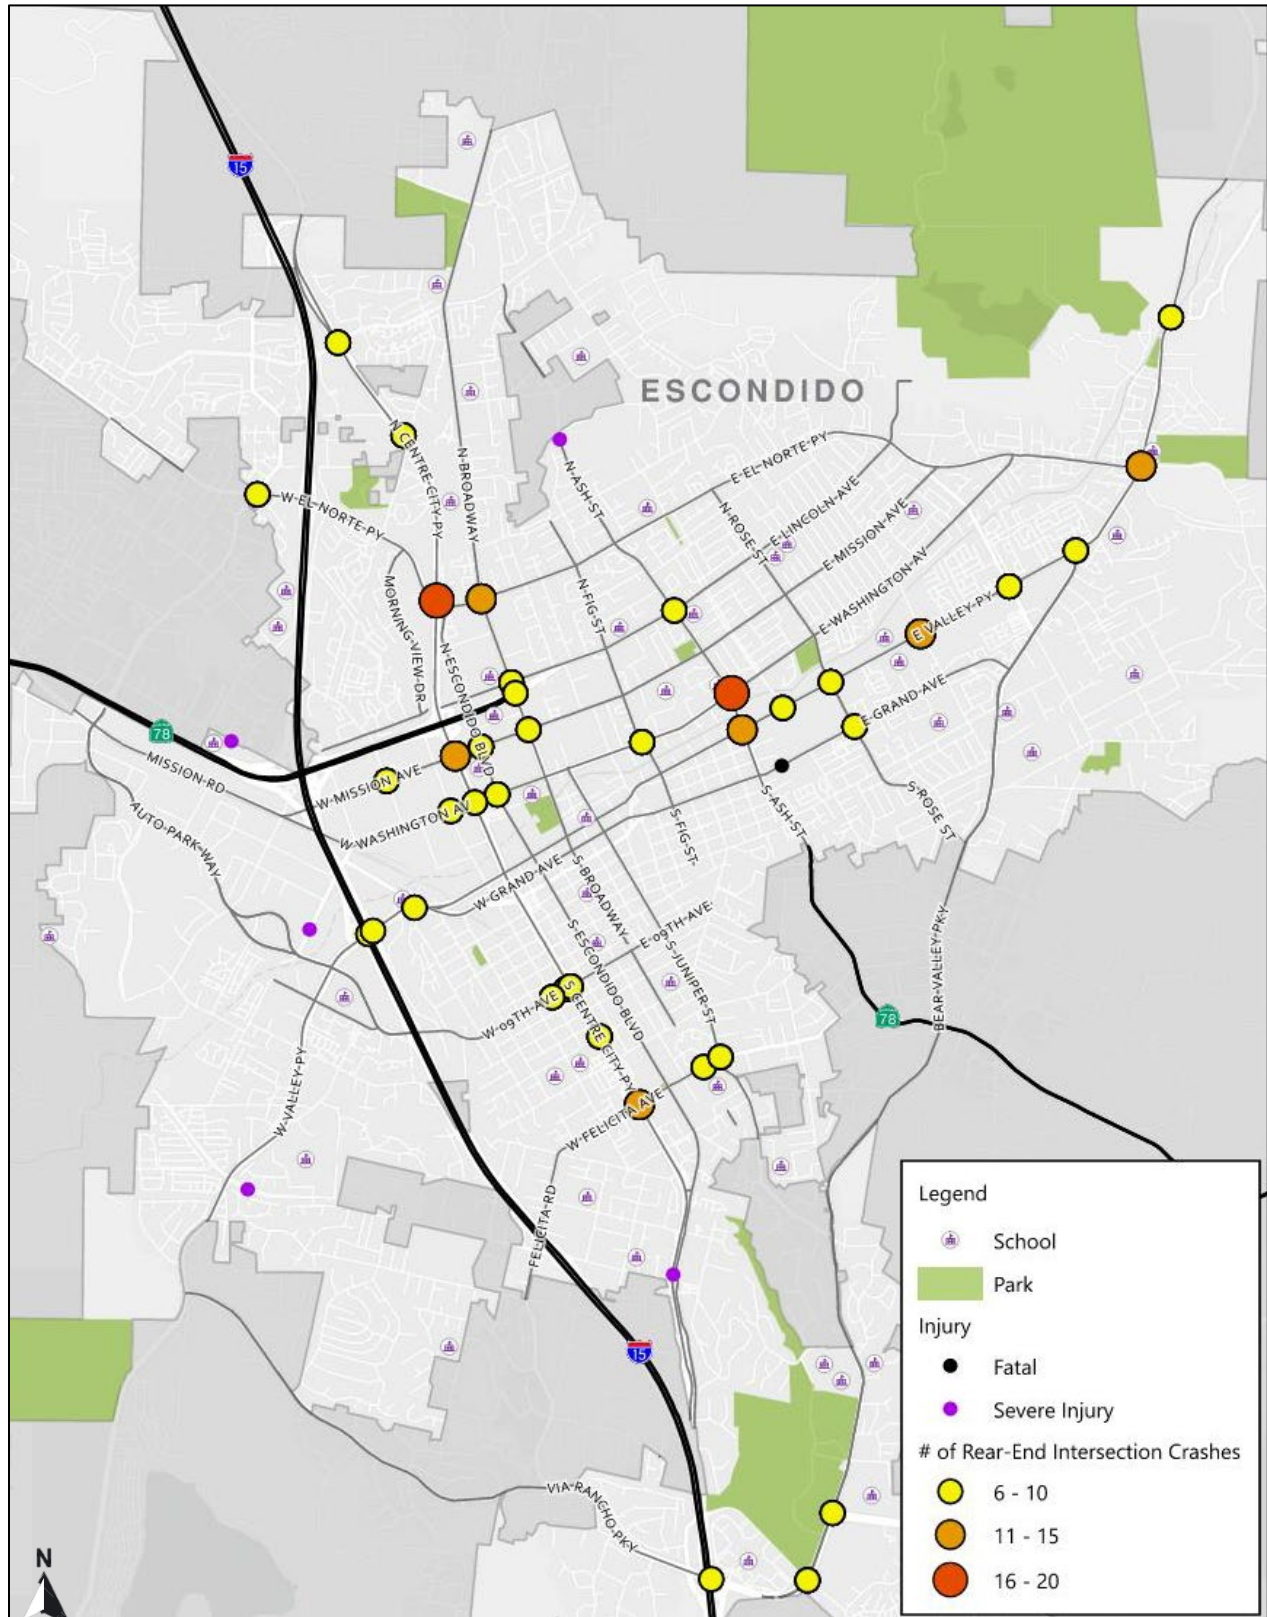 15
ESCONDIDO
N CENTRE CITY PY
N BROADWAY
N-ASH-ST
E-EL-NORTE-PY
W-EL-NORTE-PY
N-ROSE-ST
E-LINCOLN-AVE
E-MISSION-AVE
E-WASHINGTON-AV
MORNING-VIEW-DR
N-ESCONDIDO BLVD
N-FIG-ST
E VALLEY-PY
E-GRAND-AVE
78
MISSION-RD
W-MISSION AVE
AUTO-PARK-WAY
W-WASHINGTON AV
S-FIG-ST
S-ASH-ST
S-ROSE ST
W-GRAND-AVE
S-BROADWAY
E-09TH-AVE
S-ESCONDIDO-BLVD
S-JUNIPER-ST
BEAR-VALLEY-PKY
W-09TH-AVE
S CENTRE CITY-PY
78
W-VALLEY-PY
W-FELICITA AVE
FELICITA-RD
15
VIA-RANCHO-PKY
N
Legend
School
Park
Injury
Fatal
Severe Injury
# of Rear-End Intersection Crashes
6 - 10
11 - 15
16 - 20